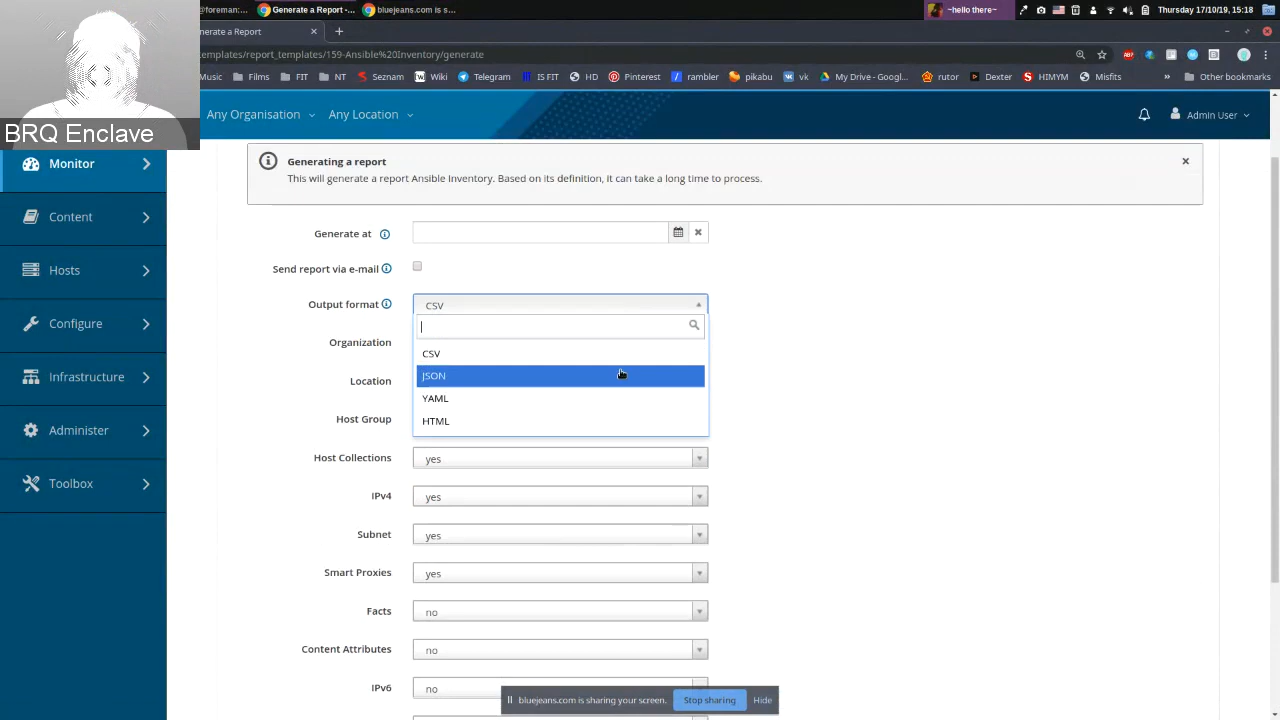 @foreman:...
Generate a Report -
bluejeans.com is s
~hello there~
Thursday 17/10/19, 15:18
enerate a Report
templates/report_templates/159-Ansible%20Inventory/generate
Music
Films
FIT
NT
Seznam
Wiki
Telegram
IS FIT
HD
Pinterest
rambler
pikabu
vk
My Drive - Googl...
rutor
Dexter
HIMYM
Misfits
»
Other bookmarks
Any Organisation
Any Location
Admin User
BRQ Enclave
Monitor
Content
Hosts
Configure
Infrastructure
Administer
Toolbox
Generating a report
This will generate a report Ansible Inventory. Based on its definition, it can take a long time to process.
Generate at
Send report via e-mail
Output format
CSV
CSV
JSON
YAML
HTML
Organization
Location
Host Group
Host Collections
yes
IPv4
yes
Subnet
yes
Smart Proxies
yes
Facts
no
Content Attributes
no
IPv6
no
bluejeans.com is sharing your screen.
Stop sharing
Hide